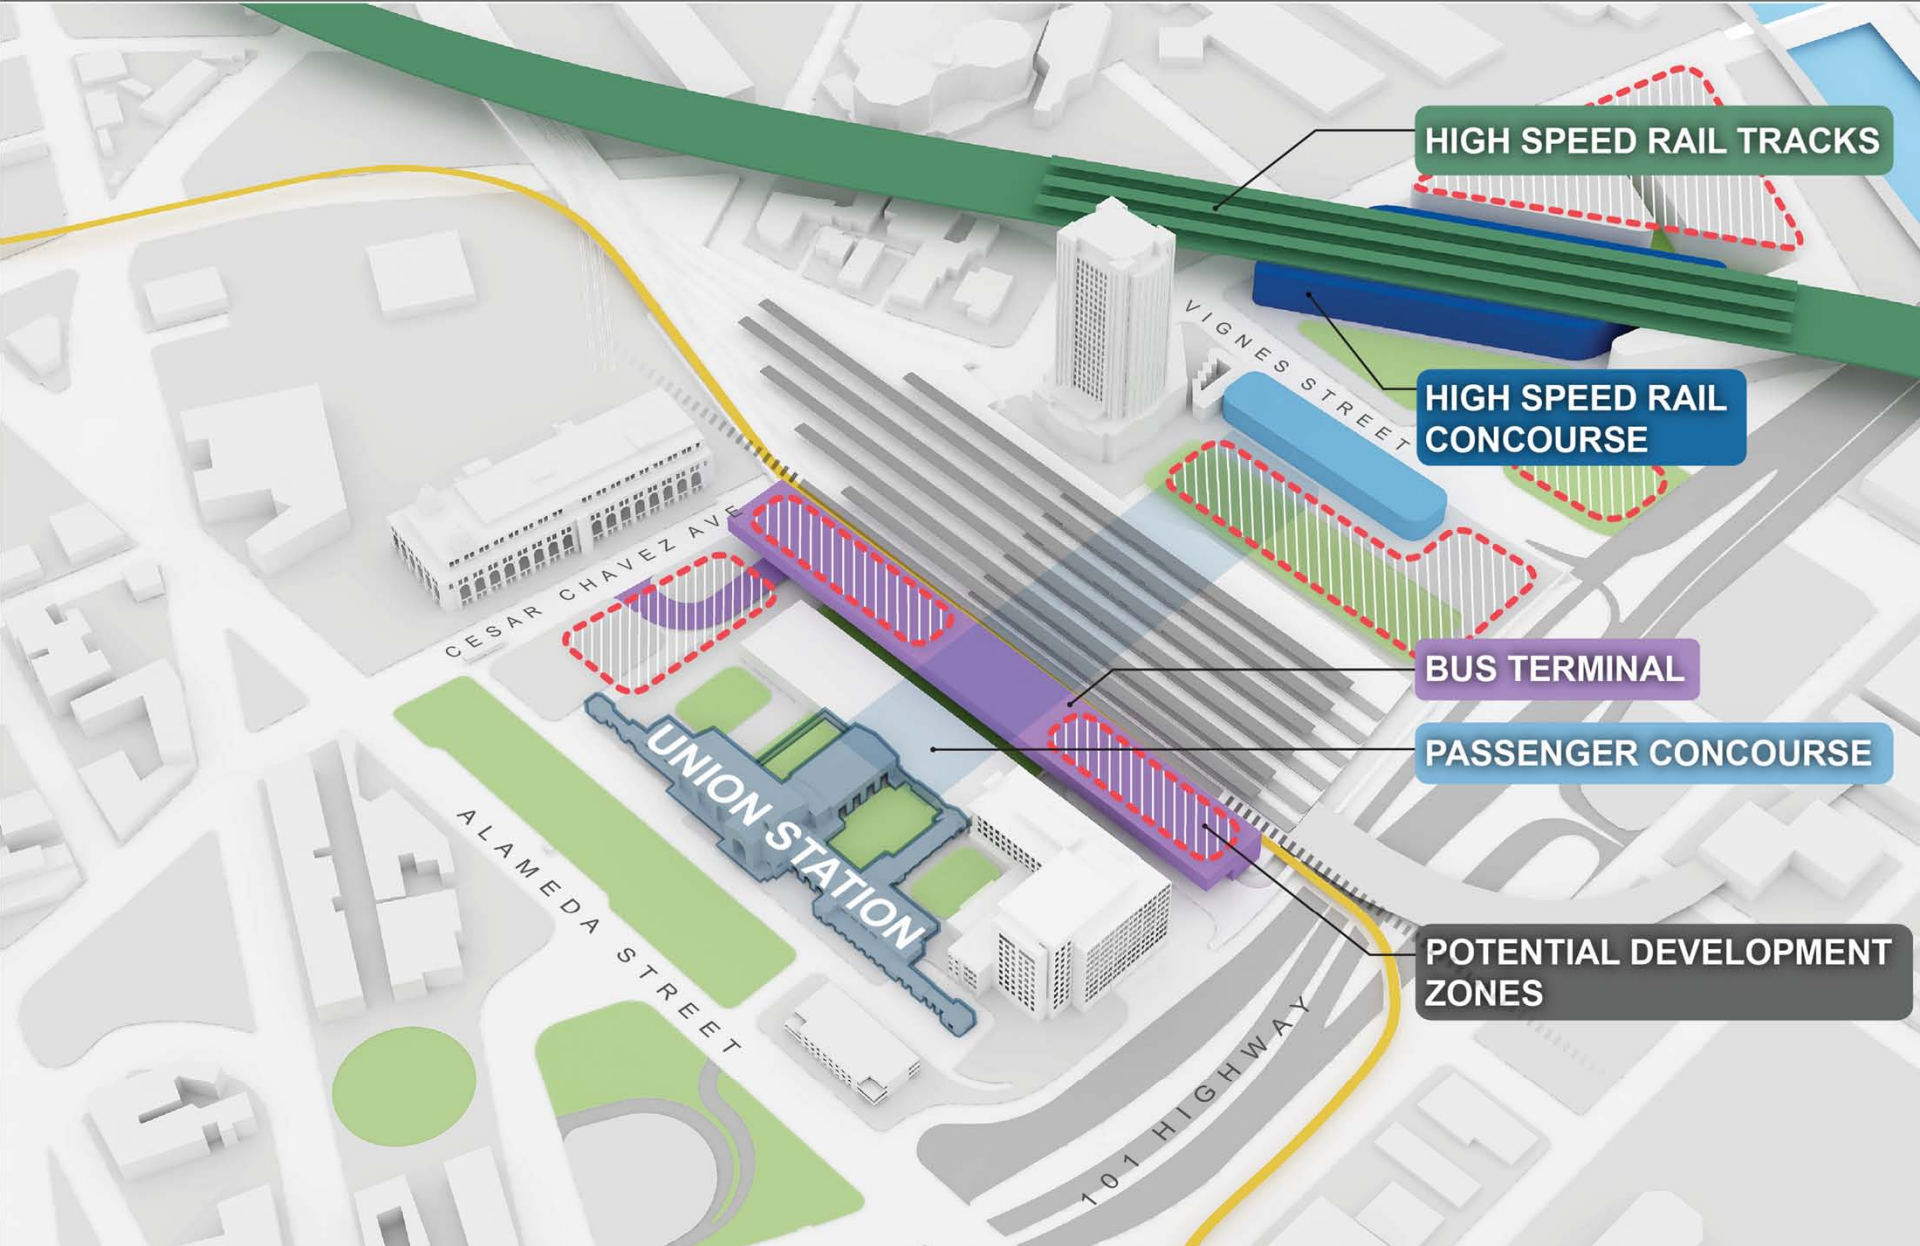 HIGH SPEED RAIL TRACKS
VIGNES STREET
HIGH SPEED RAIL
CONCOURSE
CESAR CHAVEZ AVE
BUS TERMINAL
UNION STATION
PASSENGER CONCOURSE
ALAMEDA STREET
POTENTIAL DEVELOPMENT
ZONES
101 HIGHWAY